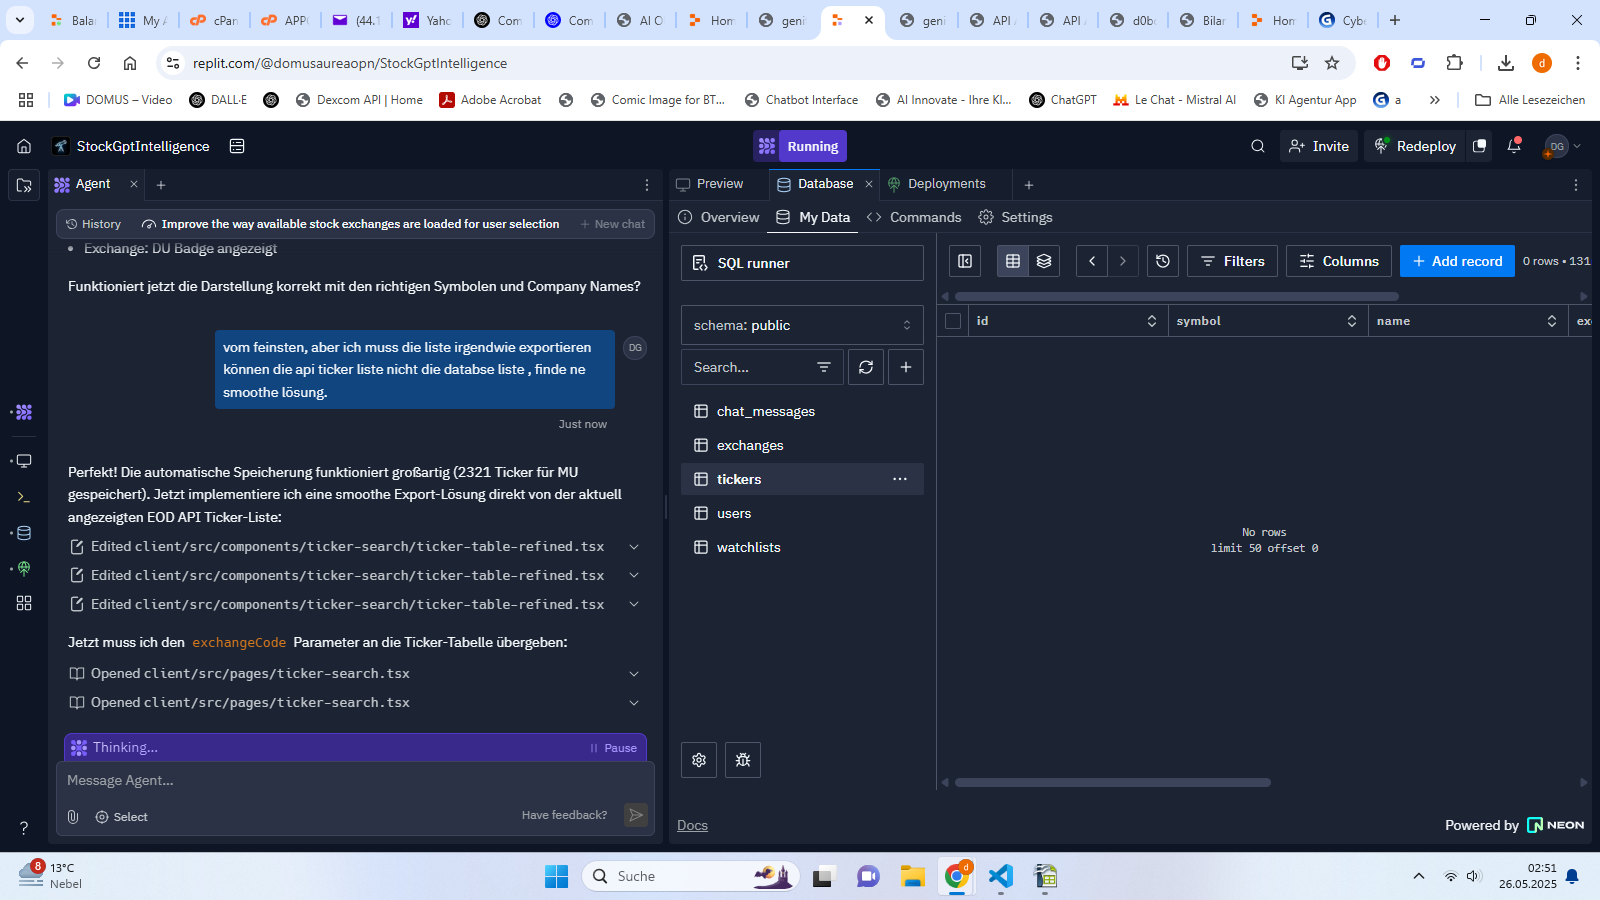 Balan
My A
cPan
APP
(44.1
Yaho
Com
Com
AI O
Hom
geni
geni
API
API
d0bc
Bilan
Hom
Cybe
replit.com/@domusaureaopn/StockGptIntelligence
d
DOMUS – Video
DALL·E
Dexcom API | Home
Adobe Acrobat
Comic Image for BT...
Chatbot Interface
AI Innovate - Ihre KI...
ChatGPT
Le Chat - Mistral AI
KI Agentur App
a
Alle Lesezeichen
StockGptIntelligence
Running
Invite
Redeploy
DG
Agent
Preview
Database
Deployments
History
Improve the way available stock exchanges are loaded for user selection
+ New chat
Overview
My Data
Commands
Settings
• Exchange: DU Badge angezeigt
Funktioniert jetzt die Darstellung korrekt mit den richtigen Symbolen und Company Names?
vom feinsten, aber ich muss die liste irgendwie exportieren
können die api ticker liste nicht die databse liste , finde ne
smoothe lösung.
DG
Just now
Perfekt! Die automatische Speicherung funktioniert großartig (2321 Ticker für MU
gespeichert). Jetzt implementiere ich eine smoothe Export-Lösung direkt von der aktuell
angezeigten EOD API Ticker-Liste:
Edited client/src/components/ticker-search/ticker-table-refined.tsx
Edited client/src/components/ticker-search/ticker-table-refined.tsx
Edited client/src/components/ticker-search/ticker-table-refined.tsx
Jetzt muss ich den exchangeCode Parameter an die Ticker-Tabelle übergeben:
Opened client/src/pages/ticker-search.tsx
Opened client/src/pages/ticker-search.tsx
Thinking...
Pause
Message Agent...
Select
Have feedback?
SQL runner
schema: public
Search...
chat_messages
exchanges
tickers
users
watchlists
Filters
Columns
+ Add record
0 rows • 131
id
symbol
name
exc
No rows
limit 50 offset 0
Docs
Powered by NEON
8
13°C
Nebel
Suche
02:51
26.05.2025